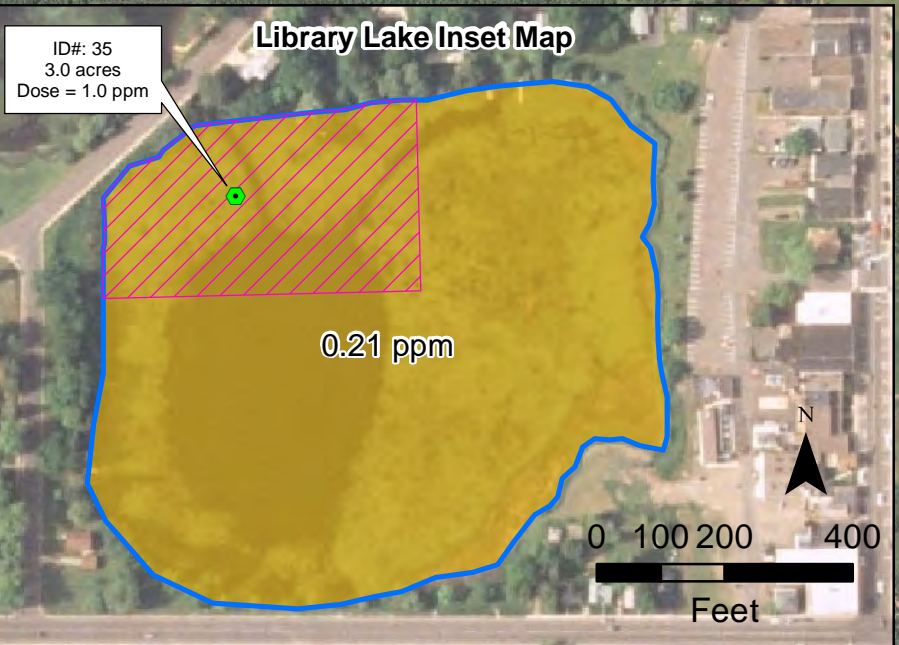 Library Lake Inset Map
ID#: 35
3.0 acres
Dose = 1.0 ppm
0.21 ppm
N
0 100 200 400
Feet